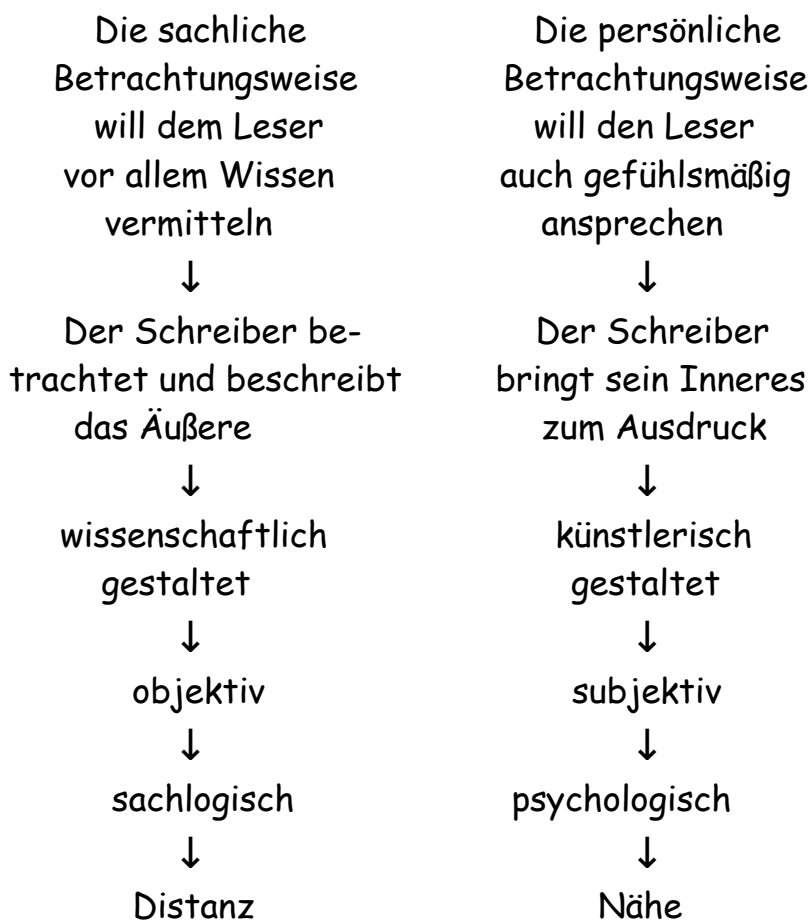 Die sachliche
Betrachtungsweise
will dem Leser
vor allem Wissen
vermitteln
↓
Der Schreiber be-
trachtet und beschreibt
das Äußere
↓
wissenschaftlich
gestaltet
↓
objektiv
↓
sachlogisch
↓
Distanz
Die persönliche
Betrachtungsweise
will den Leser
auch gefühlsmäßig
ansprechen
↓
Der Schreiber
bringt sein Inneres
zum Ausdruck
↓
künstlerisch
gestaltet
↓
subjektiv
↓
psychologisch
↓
Nähe